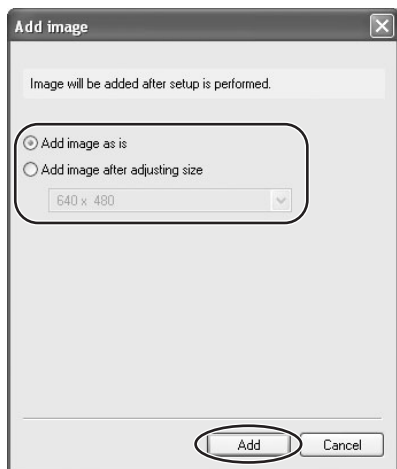 Add image
Image will be added after setup is performed.
Add image as is
Add image after adjusting size
640 x 480
Add Cancel